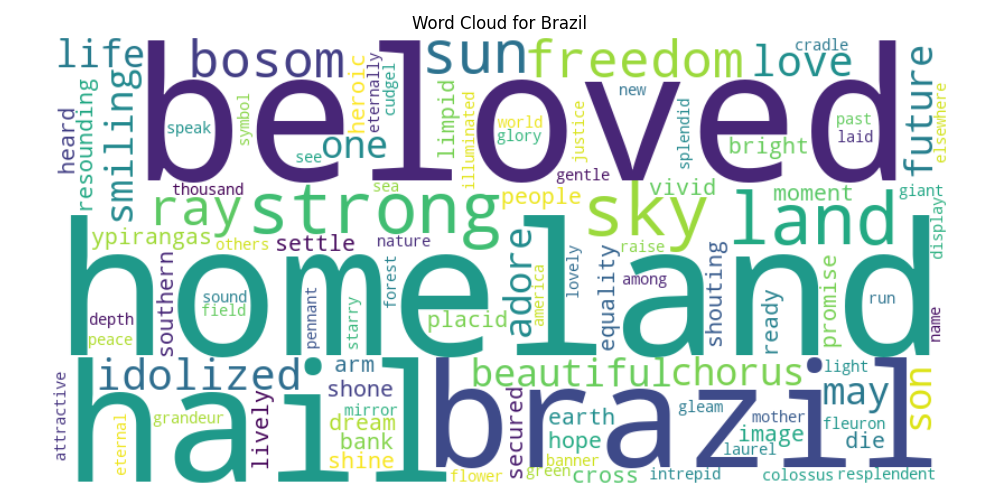 Word Cloud for Brazil
life
bosom
sun
freedom
love
cradle
beloved
smiling
resounding
heard
heroic
eternally
cudgel
limpid
new
future
elsewhere
speak
symbol
see
one
illuminated
world
glory
justice
splendid
bright
past
laid
thousand
sea
gentle
people
vivid
moment
giant
ray
strong
sky
land
display
ypirangas
others
settle
nature
adore
raise
homeland
southern
sound
field
pennant
starry
forest
placid
america
lovely
equality
among
shouting
ready
promise
run
name
depth
peace
idolized
arm
beautiful
chorus
light
hail
brazil
shone
may
son
attractive
eternal
grandeur
lively
mirror
dream
bank
shine
flower
secured
green
earth
hope
banner
cross
gleam
mother
image
laurel
fleuron
die
intrepid
colossus
resplendent